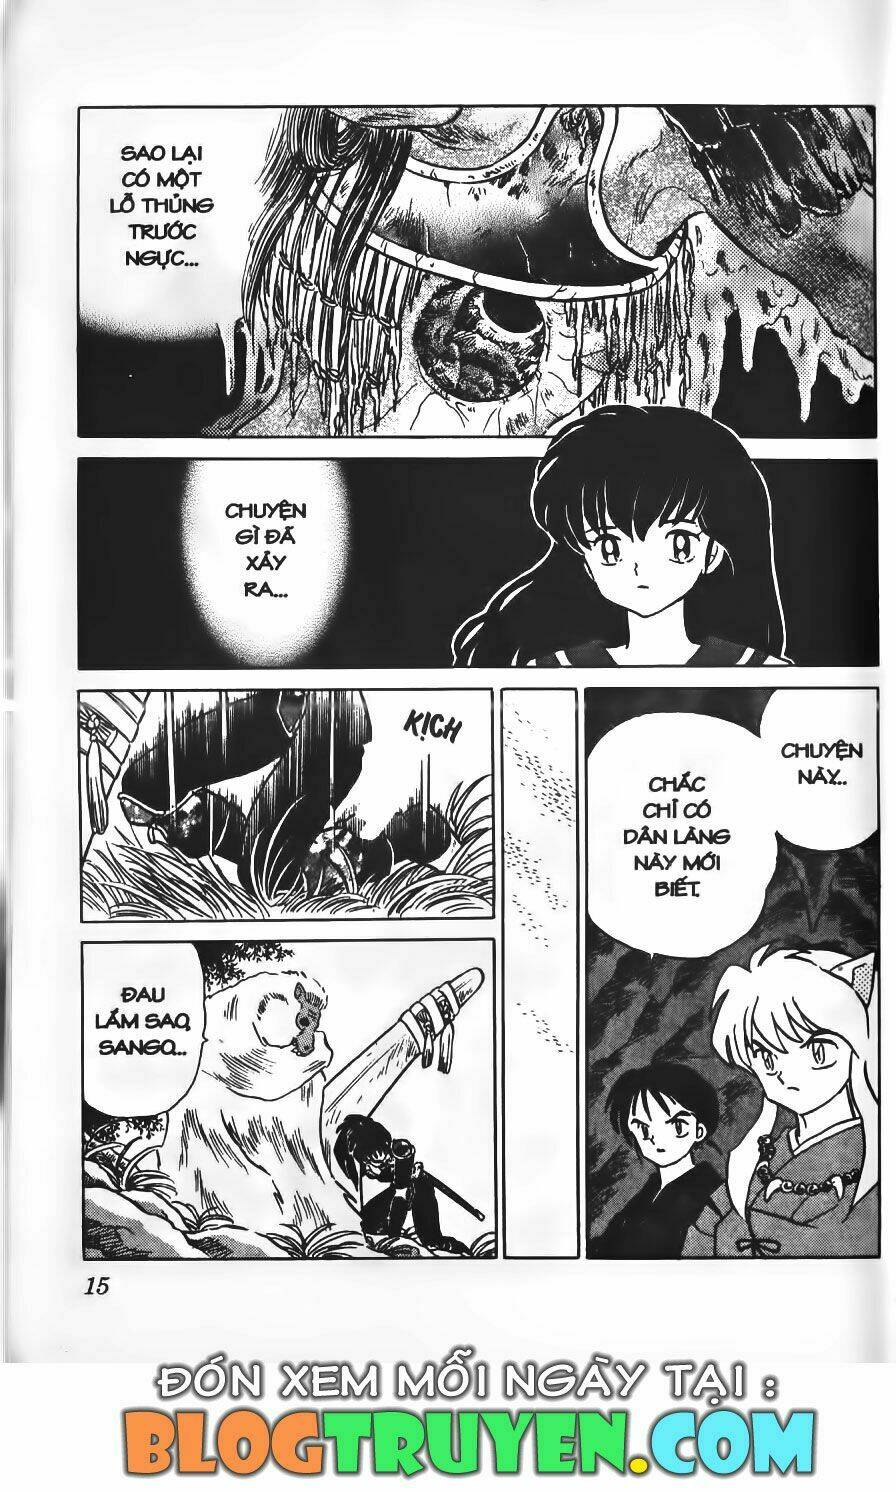 SAO LẠI
CÓ MỘT
LỖ THỦNG
TRƯỚC
NGỰC...
CHUYỆN
GÌ ĐÃ
XẢY
RA...
CHUYỆN
NÀY...
CHẮC
CHỈ CÓ
DÂN LÀNG
NÀY MỚI
BIẾT.
KỊCH
ĐAU
LẮM SAO,
SANGO...
15
ĐÓN XEM MỖI NGÀY TẠI :
BLOGTRUYEN.COM